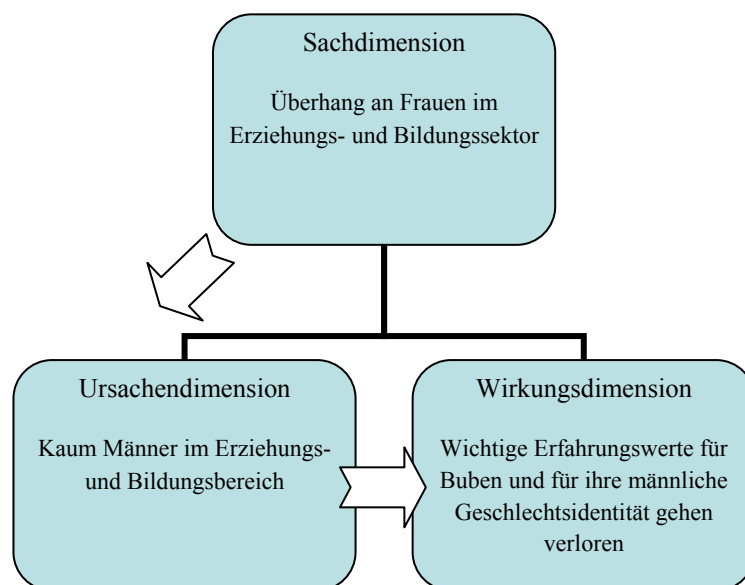 Sachdimension
Überhang an Frauen im
Erziehungs- und Bildungssektor
Ursachendimension
Kaum Männer im Erziehungs-
und Bildungsbereich
Wirkungsdimension
Wichtige Erfahrungswerte für
Buben und für ihre männliche
Geschlechtsidentität gehen
verloren